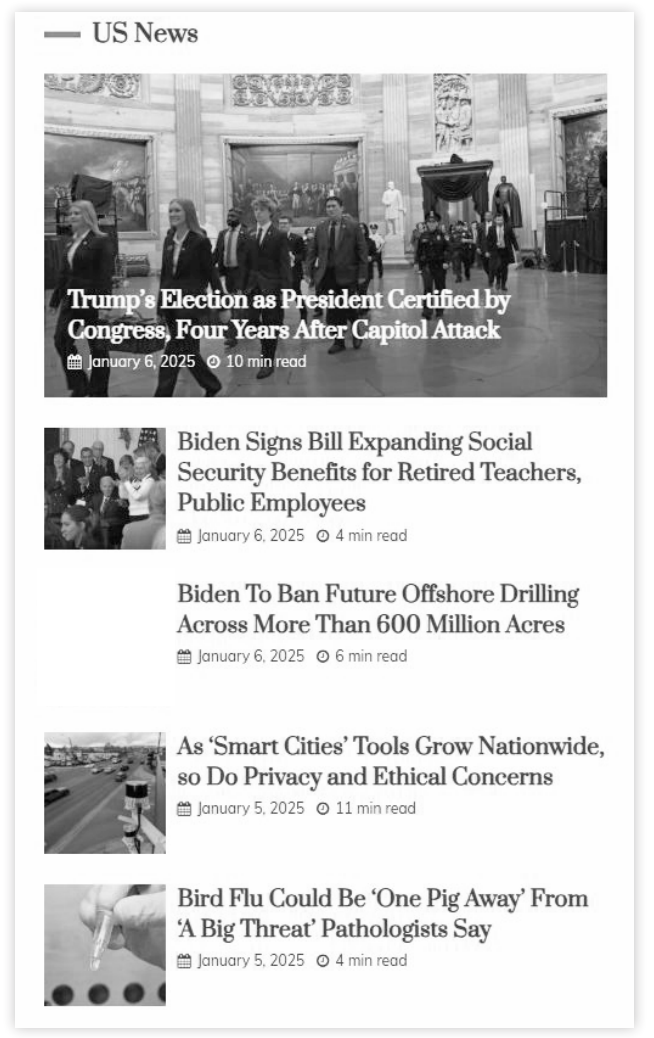 US News
Trump's Election as President Certified by
Congress, Four Years After Capitol Attack
January 6, 2025 10 min read
Biden Signs Bill Expanding Social
Security Benefits for Retired Teachers,
Public Employees
January 6, 2025 4 min read
Biden To Ban Future Offshore Drilling
Across More Than 600 Million Acres
January 6, 2025 6 min read
As ‘Smart Cities’ Tools Grow Nationwide,
so Do Privacy and Ethical Concerns
January 5, 2025 11 min read
Bird Flu Could Be ‘One Pig Away’ From
‘A Big Threat’ Pathologists Say
January 5, 2025 4 min read